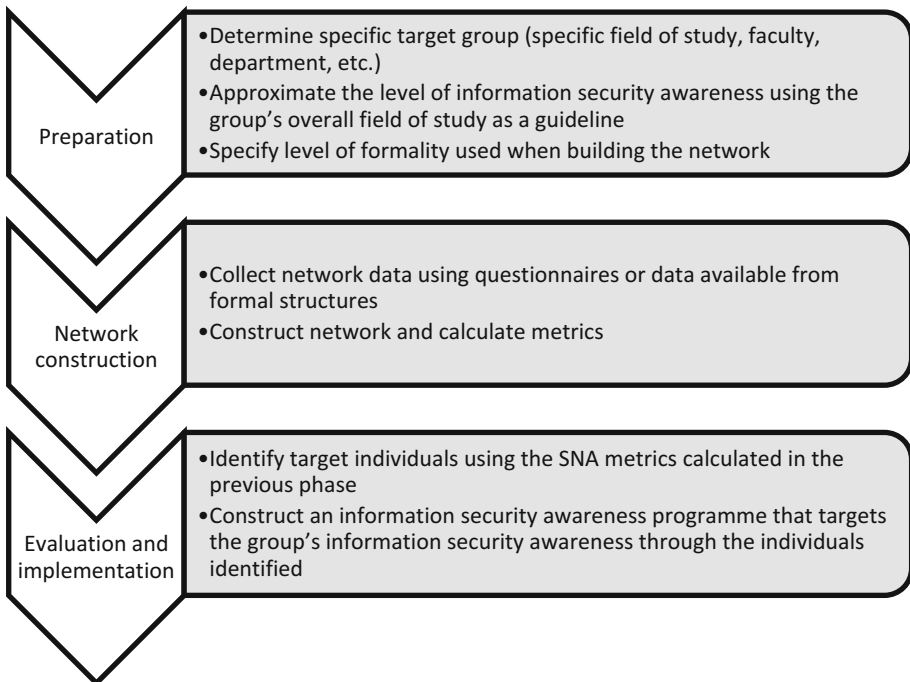 Preparation
•Determine specific target group (specific field of study, faculty,
department, etc.)
•Approximate the level of information security awareness using the
group's overall field of study as a guideline
•Specify level of formality used when building the network
Network
construction
•Collect network data using questionnaires or data available from
formal structures
•Construct network and calculate metrics
Evaluation and
implementation
•Identify target individuals using the SNA metrics calculated in the
previous phase
•Construct an information security awareness programme that targets
the group's information security awareness through the individuals
identified